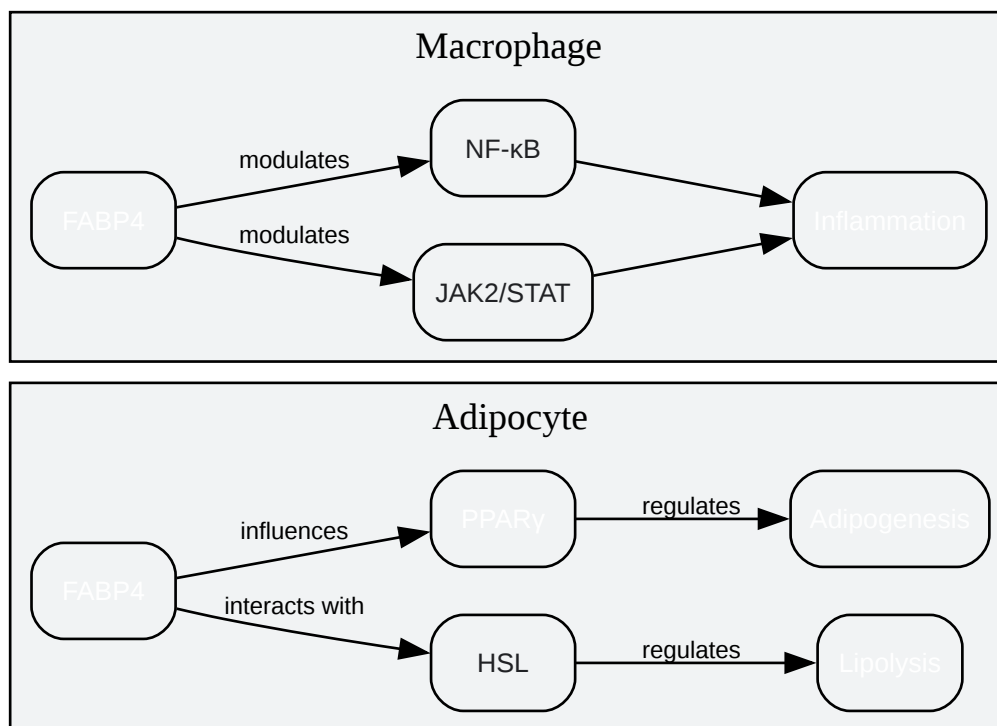 Macrophage
FABP4
modulates
modulates
NF-κB
JAK2/STAT
Inflammation
Adipocyte
FABP4
influences
interacts with
PPARγ
HSL
regulates
regulates
Adipogenesis
Lipolysis